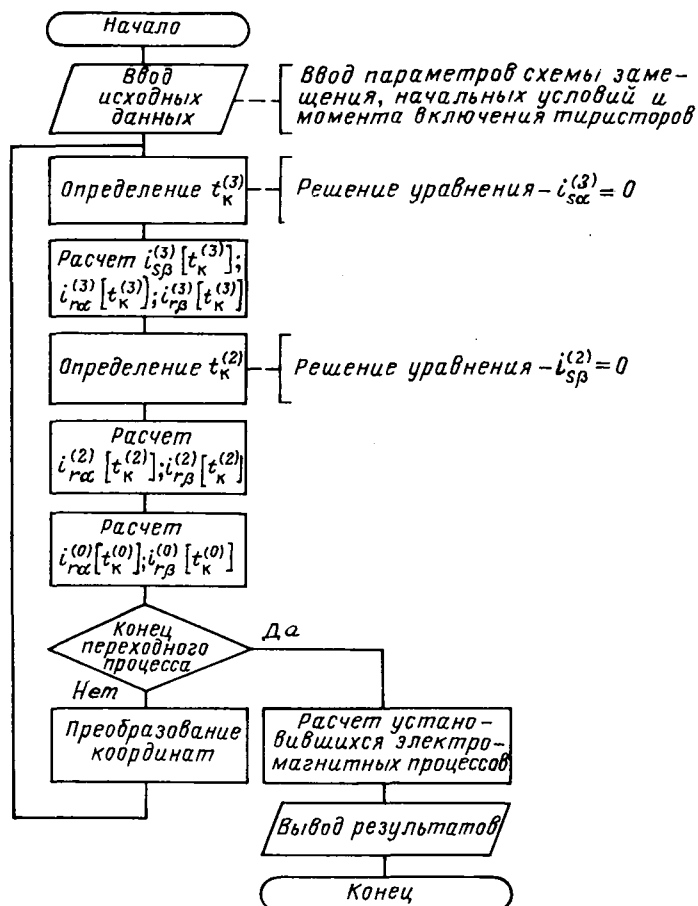 Начало
Ввод
исходных
данных
Ввод параметров схемы заме-
щения, начальных условий и
момента включения тиристоров
Определение t_к^(3)
Решение уравнения – i_sα^(3) = 0
Расчет i_sβ^(3) [t_к^(3)];
i_rα^(3) [t_к^(3)]; i_rβ^(3) [t_к^(3)]
Определение t_к^(2)
Решение уравнения – i_sβ^(2) = 0
Расчет
i_rα^(2) [t_к^(2)]; i_rβ^(2) [t_к^(2)]
Расчет
i_rα^(0) [t_к^(0)]; i_rβ^(0) [t_к^(0)]
Конец
переходного
процесса
Да
Нет
Преобразование
координат
Расчет устано-
вившихся электро-
магнитных процессов
Вывод результатов
Конец